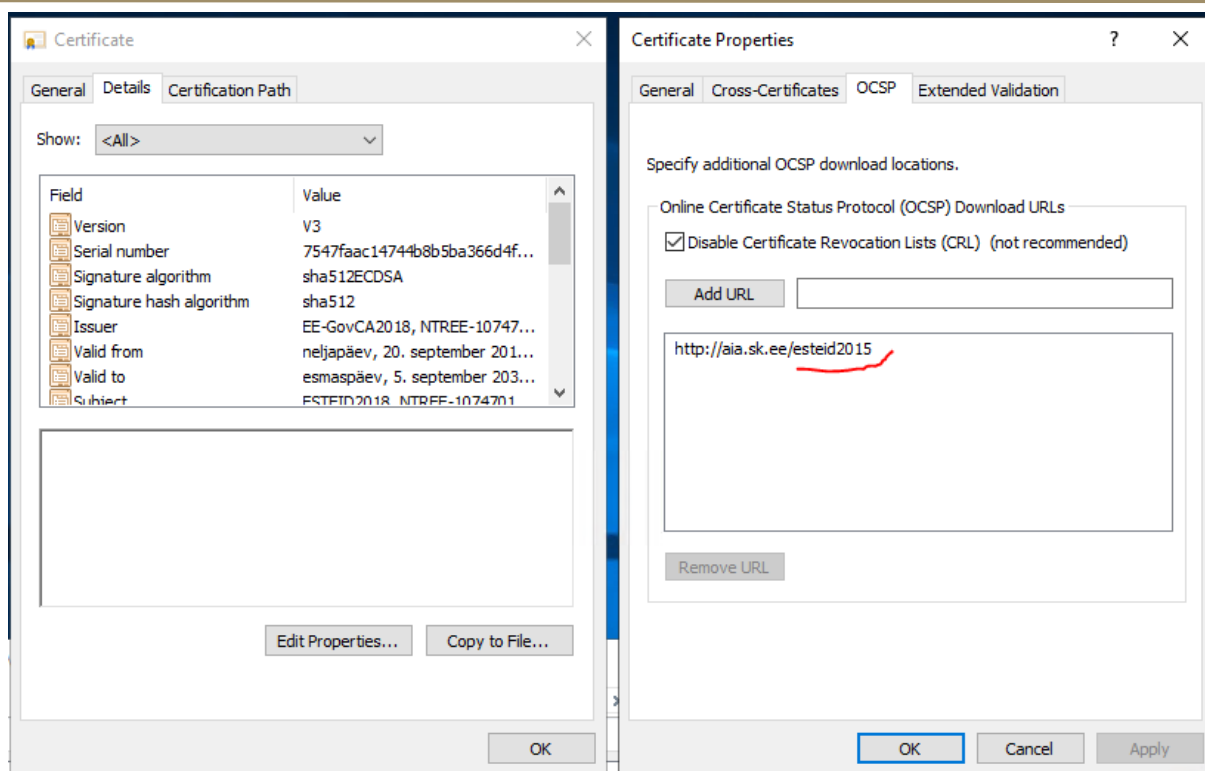 Certificate
General Details Certification Path
Show: <All>
Field Value
Version V3
Serial number 7547faac14744b8b5ba366d4f...
Signature algorithm sha512ECDSA
Signature hash algorithm sha512
Issuer EE-GovCA2018, NTREE-10747...
Valid from neljapäev, 20. september 201...
Valid to esmaspäev, 5. september 203...
Subject ESTEID2018, NTREE-1074701
Edit Properties... Copy to File...
OK
Certificate Properties ?
General Cross-Certificates OCSP Extended Validation
Specify additional OCSP download locations.
Online Certificate Status Protocol (OCSP) Download URLs
Disable Certificate Revocation Lists (CRL) (not recommended)
Add URL
http://aia.sk.ee/esteid2015
Remove URL
OK Cancel Apply